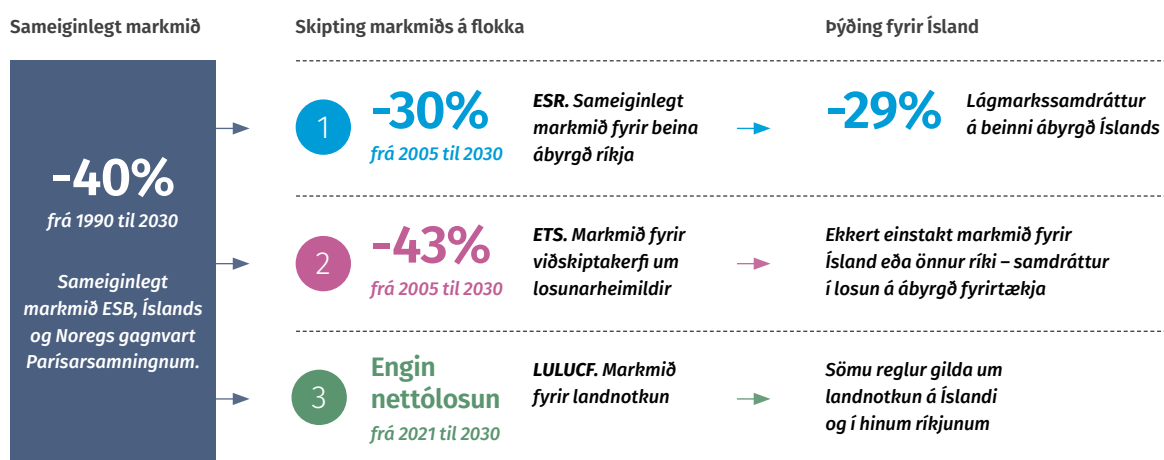 Sameiginlegt markmið
Skipting markmiðs á flokka
Þýðing fyrir Ísland
-40%
frá 1990 til 2030
Sameiginlegt
markmið ESB, Íslands
og Noregs gagnvart
Parísarsamningnum.
1
-30%
frá 2005 til 2030
ESR. Sameiginlegt
markmið fyrir beina
ábyrgð ríkja
-29%
Lágmarkssamdráttur
á beinni ábyrgð Íslands
2
-43%
frá 2005 til 2030
ETS. Markmið fyrir
viðskiptakerfi um
losunarheimildir
Ekkert einstakt markmið fyrir
Ísland eða önnur ríki – samdráttur
í losun á ábyrgð fyrirtækja
3
Engin
nettólosun
frá 2021 til 2030
LULUCF. Markmið
fyrir landnotkun
Sömu reglur gilda um
landnotkun á Íslandi
og í hinum ríkjunum